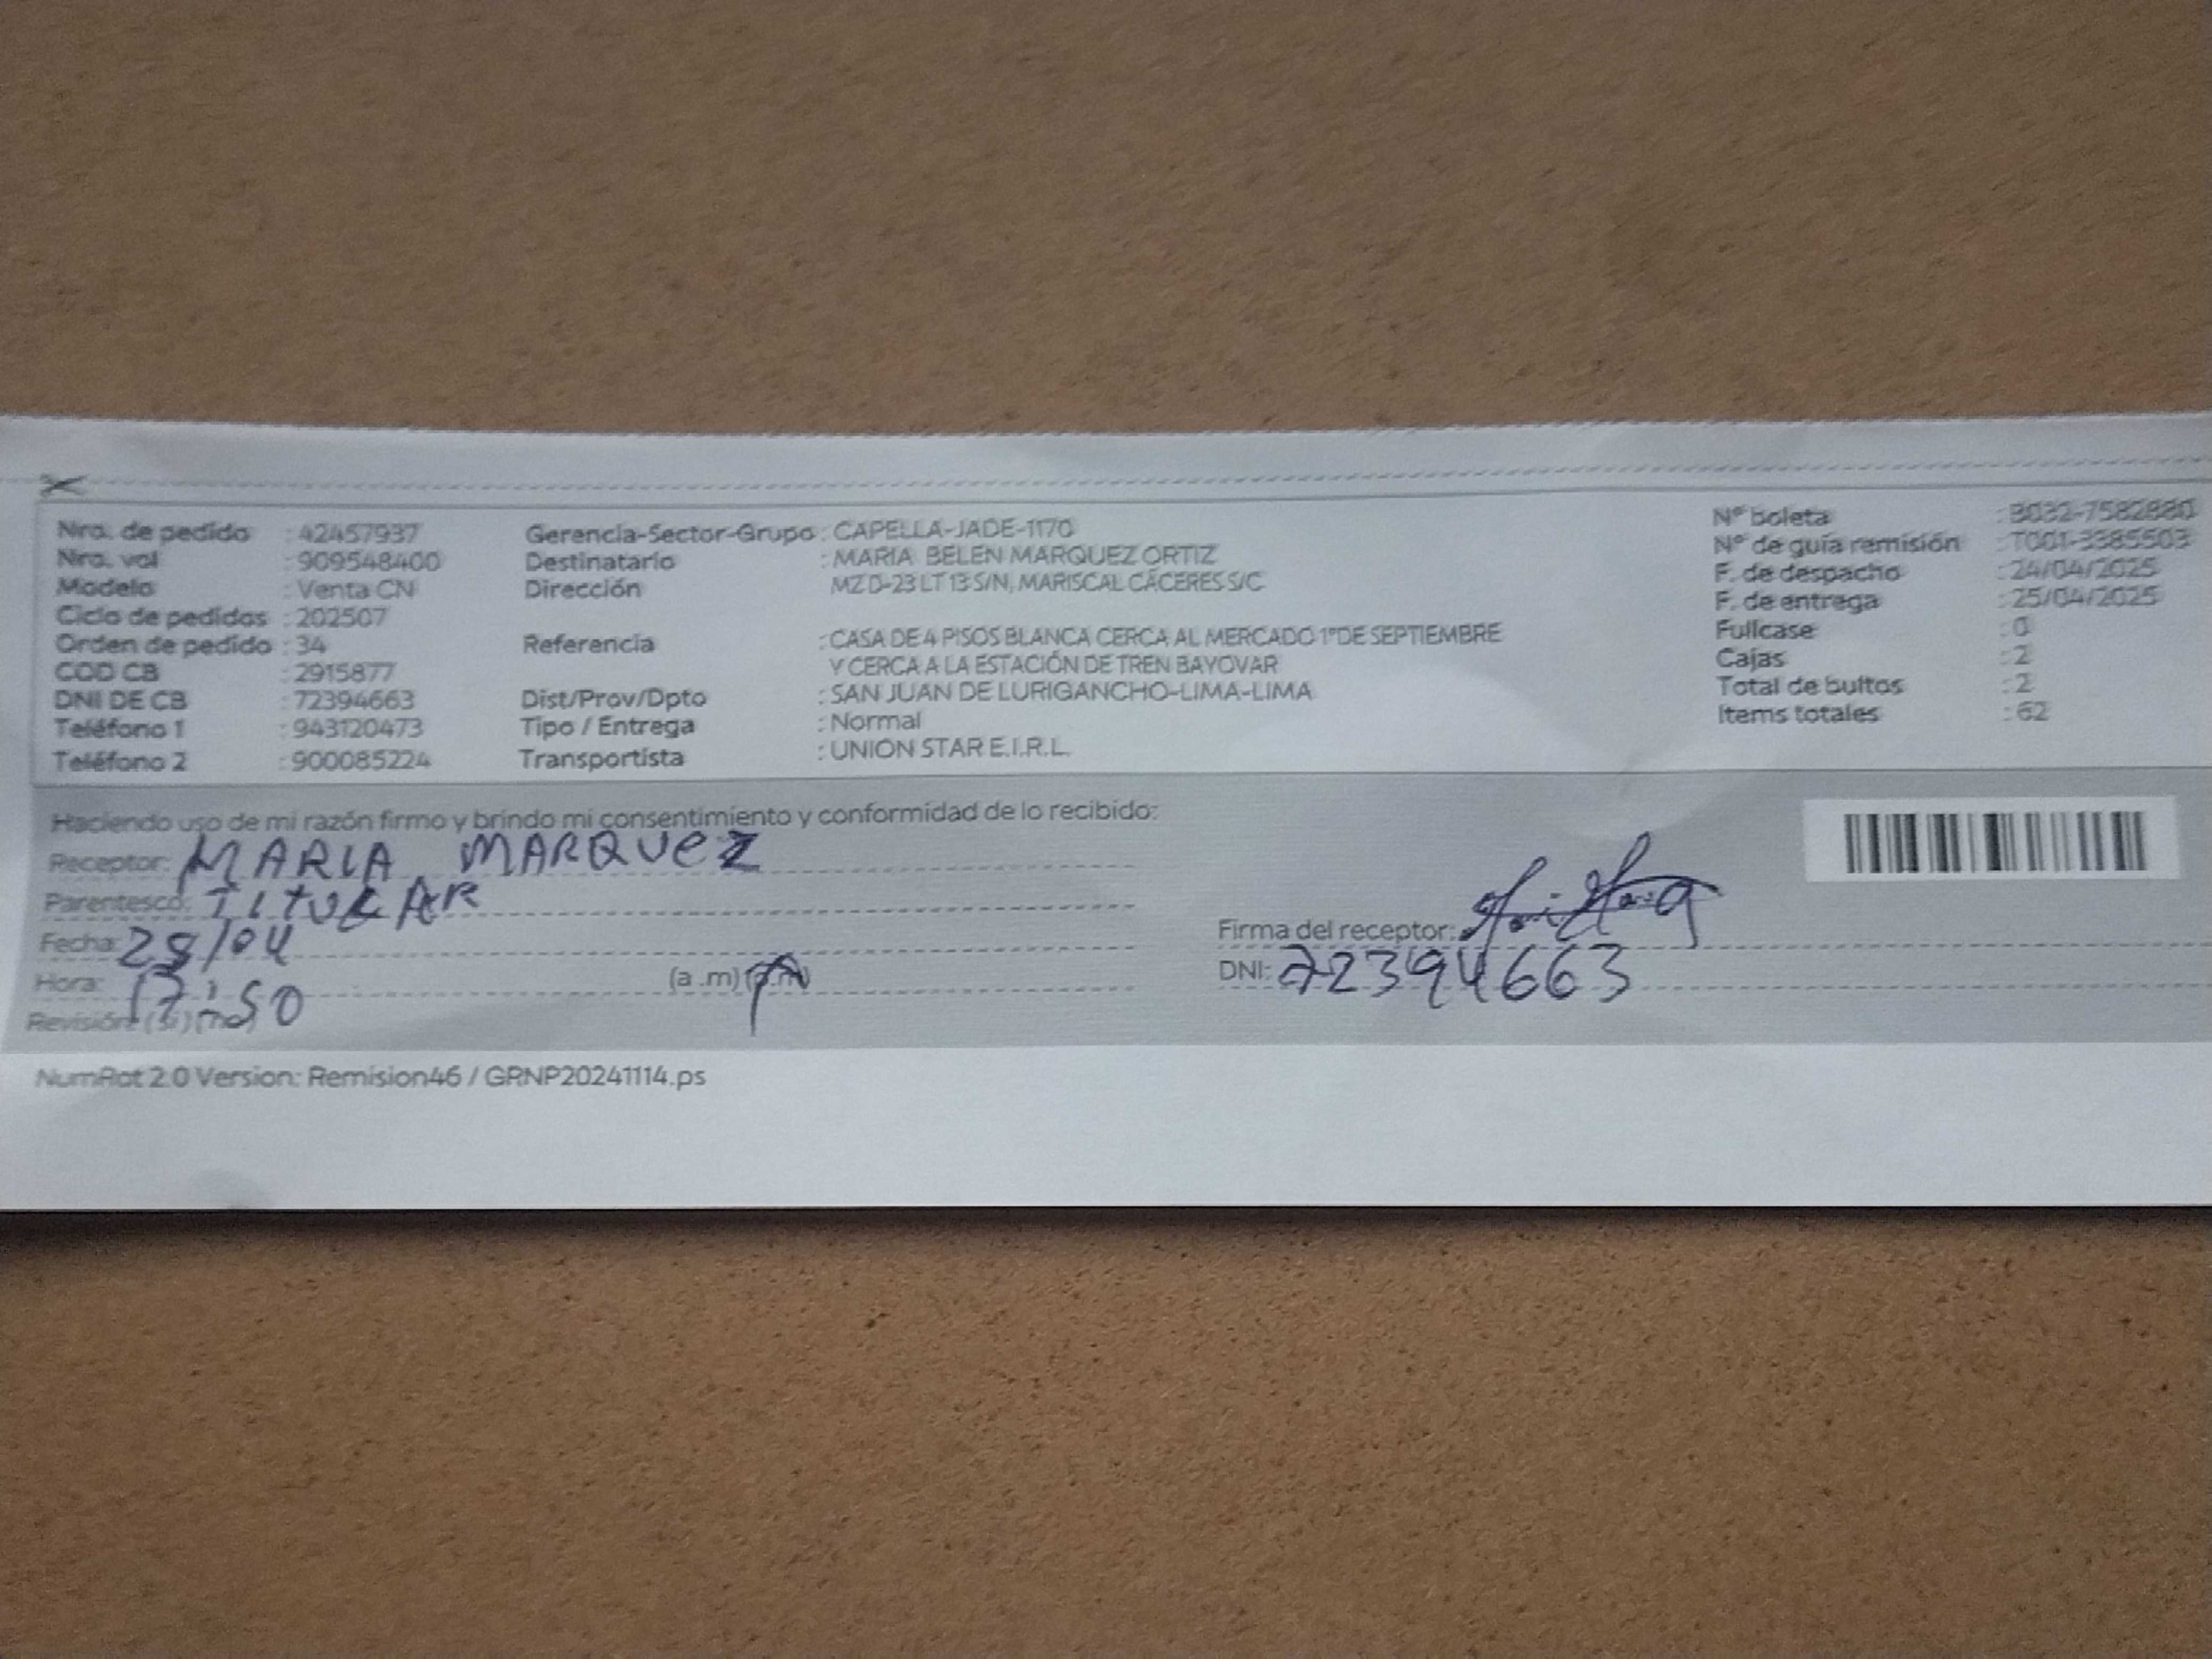 Nro. de pedido : 42457937
Nro. vol : 909548400
Modelo : Venta CN
Ciclo de pedidos : 202507
Orden de pedido : 34
COD CB : 2915877
DNI DE CB : 72394663
Teléfono 1 : 943120473
Teléfono 2 : 900085224
Gerencia-Sector-Grupo : CAPELLA-JADE-1170
Destinatario : MARIA BELEN MARQUEZ ORTIZ
Dirección MZ D-23 LT 13 S/N, MARISCAL CÁCERES S/C
Referencia : CASA DE 4 PISOS BLANCA CERCA AL MERCADO 1°DE SEPTIEMBRE
Y CERCA A LA ESTACIÓN DE TREN BAYOVAR
Dist/Prov/Dpto : SAN JUAN DE LURIGANCHO-LIMA-LIMA
Tipo / Entrega : Normal
Transportista : UNION STAR E.I.R.L.
N° boleta : B032-7582880
N° de guía remisión : T001-3385503
F. de despacho : 24/04/2025
F. de entrega : 25/04/2025
Fullcase : 0
Cajas : 2
Total de bultos : 2
Items totales : 62
Haciendo uso de mi razón firmo y brindo mi consentimiento y conformidad de lo recibido:
Receptor: MARIA MARQUEZ
Parentesco: TITULAR
Fecha: 25/04
Hora: 17:50 (a.m) (p.m)
Revisión: (si) (no)
Firma del receptor:
DNI: 72394663
NumRot 2.0 Version: Remision46 / GRNP20241114.ps